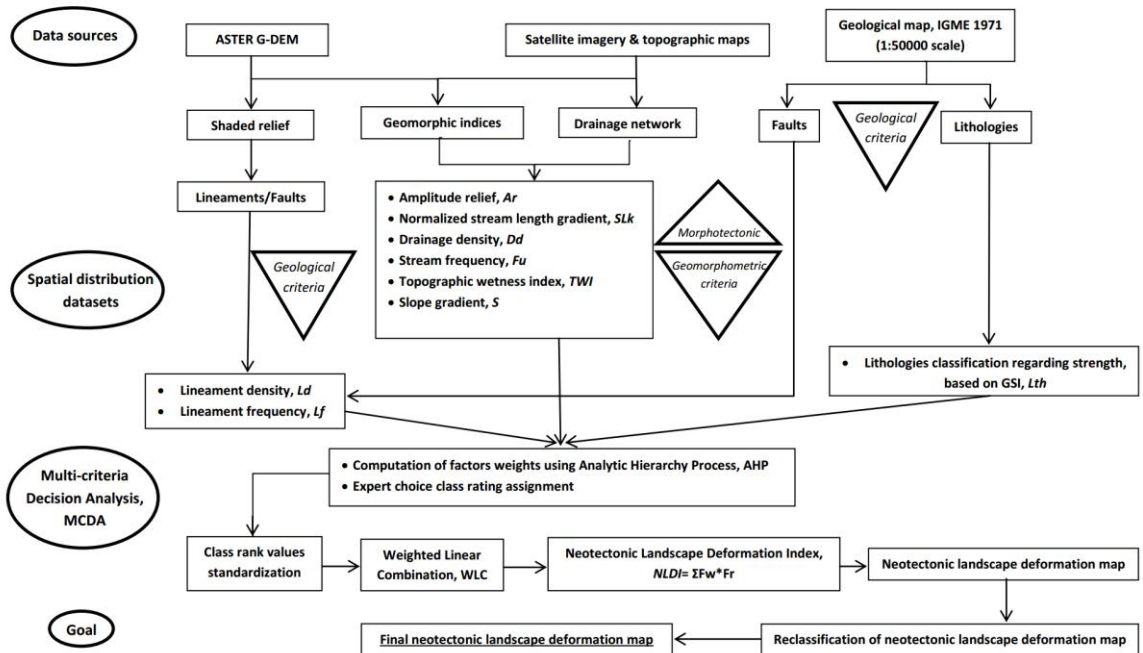 Data sources
ASTER G-DEM
Satellite imagery & topographic maps
Geological map, IGME 1971
(1:50000 scale)
Shaded relief
Geomorphic indices
Drainage network
Faults
Geological
criteria
Lithologies
Lineaments/Faults
• Amplitude relief, Ar
• Normalized stream length gradient, SLk
• Drainage density, Dd
• Stream frequency, Fu
• Topographic wetness index, TWI
• Slope gradient, S
Morphotectonic
Geomorphometric
criteria
Spatial distribution
datasets
Geological
criteria
• Lineament density, Ld
• Lineament frequency, Lf
• Lithologies classification regarding strength,
based on GSI, Lth
Multi-criteria
Decision Analysis,
MCDA
• Computation of factors weights using Analytic Hierarchy Process, AHP
• Expert choice class rating assignment
Class rank values
standardization
Weighted Linear
Combination, WLC
Neotectonic Landscape Deformation Index,
NLDI= ΣFw*Fr
Neotectonic landscape deformation map
Goal
Final neotectonic landscape deformation map
Reclassification of neotectonic landscape deformation map